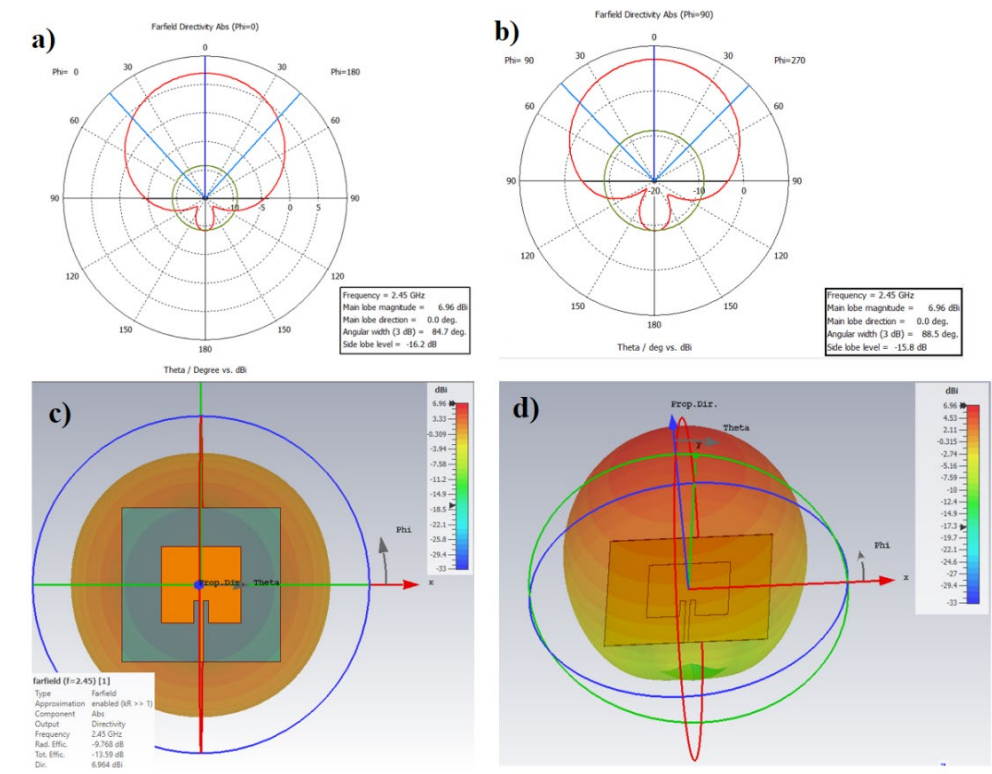 a)
Farfield Directivity Abs (Phi=0)
Phi= 0
30
0
30
Phi=180
60
60
90
-10
-5
0
5
90
120
120
150
150
180
Theta / Degree vs. dBi
Frequency = 2.45 GHz
Main lobe magnitude = 6.96 dBi
Main lobe direction = 0.0 deg.
Angular width (3 dB) = 84.7 deg.
Side lobe level = -16.2 dB
b)
Farfield Directivity Abs (Phi=90)
Phi= 90
30
0
30
Phi=270
60
60
90
-20
-10
0
90
120
120
150
150
180
Theta / deg vs. dBi
Frequency = 2.45 GHz
Main lobe magnitude = 6.96 dBi
Main lobe direction = 0.0 deg.
Angular width (3 dB) = 88.5 deg.
Side lobe level = -15.8 dB
c)
dBi
6.96
3.33
-0.309
-3.94
-7.58
-11.2
-14.9
-18.5
-22.1
-25.8
-29.4
-33
Phi
Prop.Dir. Theta
x
farfield (f=2.45) [1]
Type Farfield
Approximation enabled (kR >> 1)
Component Abs
Output Directivity
Frequency 2.45 GHz
Rad. Effic. -9.768 dB
Tot. Effic. -13.59 dB
Dir. 6.964 dBi
d)
Prop.Dir.
Theta
y
Phi
x
dBi
6.96
4.53
2.11
-0.315
-2.74
-5.16
-7.59
-10
-12.4
-14.9
-17.3
-19.7
-22.1
-24.6
-27
-29.4
-33